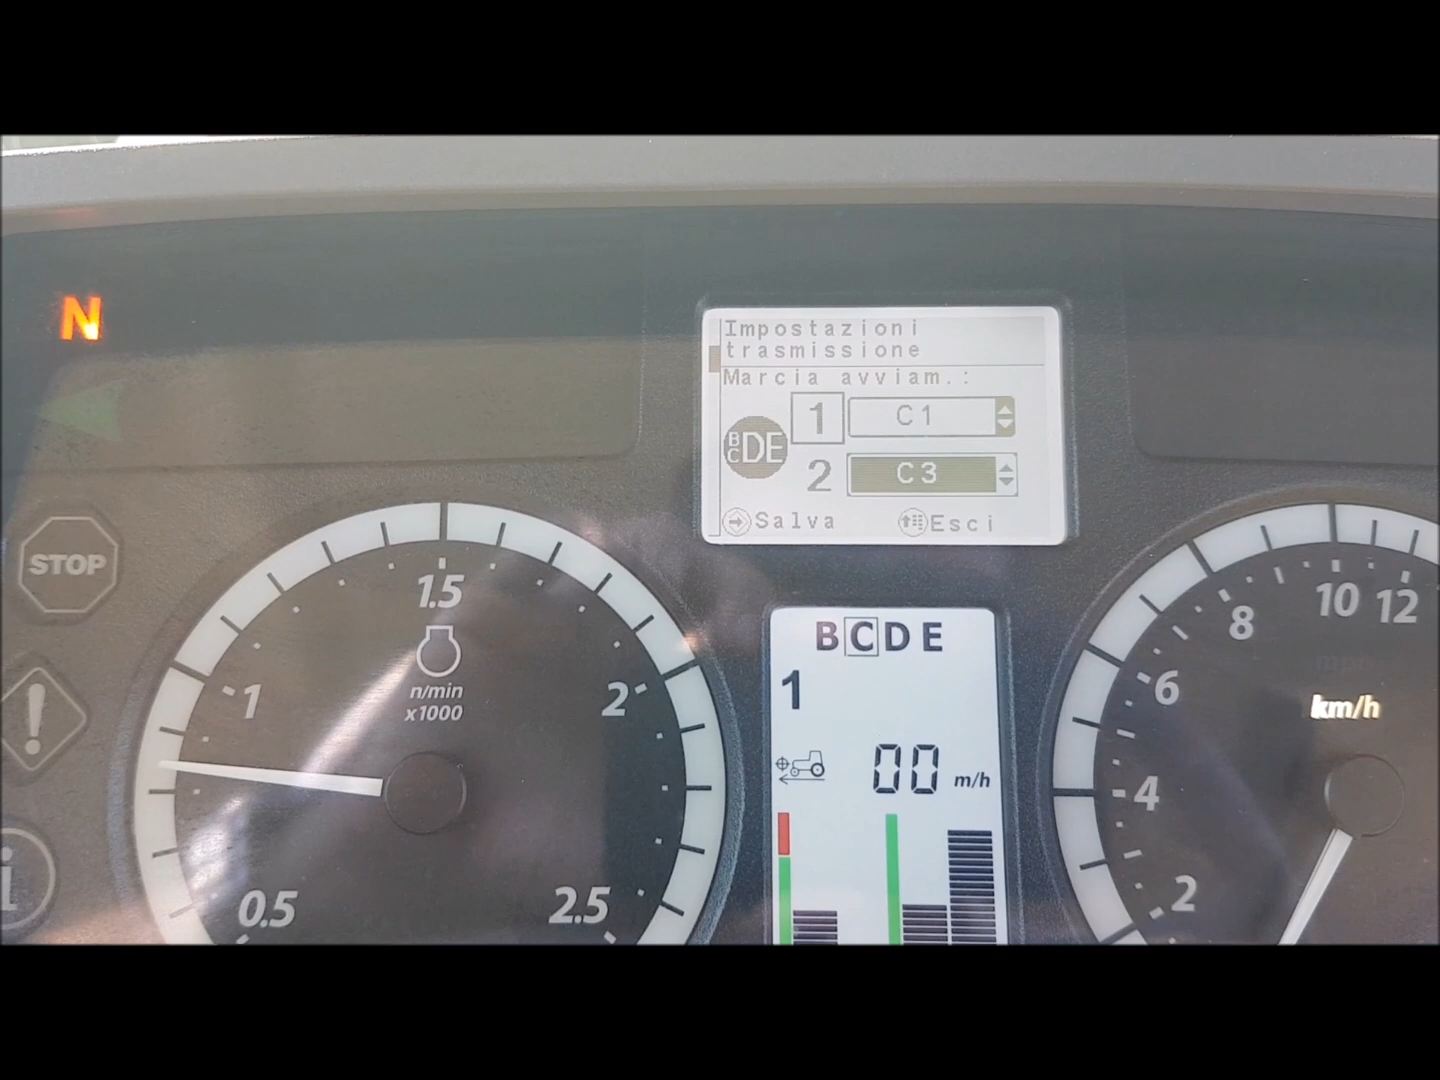 N
Impostazioni
trasmissione
Marcia avviam.:
1 C1
BCDE
2 C3
Salva Esci
STOP
!
i
0.5
1
1.5
2
2.5
n/min
x1000
B C D E
1
00 m/h
2
4
6
8
10
12
km/h